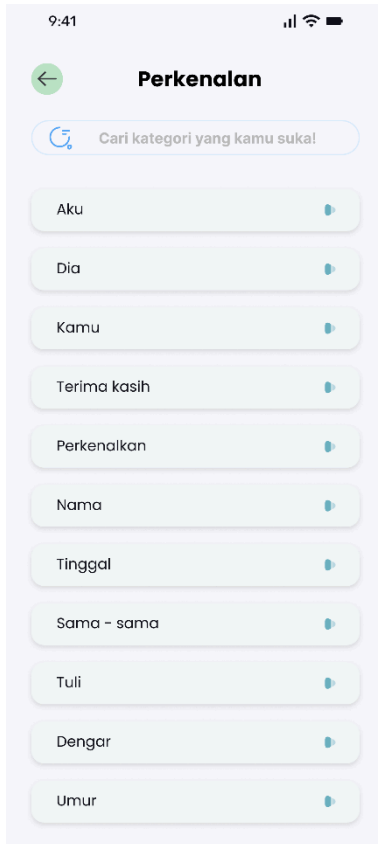 9:41
Perkenalan
Cari kategori yang kamu suka!
Aku
Dia
Kamu
Terima kasih
Perkenalkan
Nama
Tinggal
Sama - sama
Tuli
Dengar
Umur